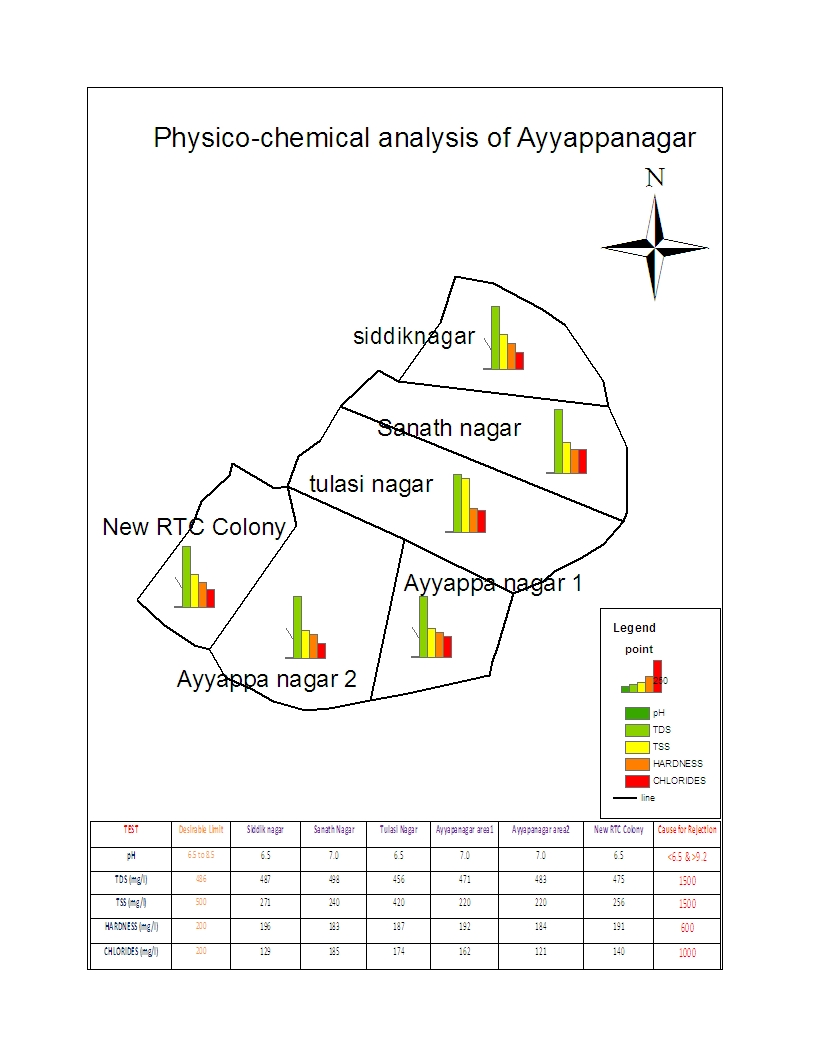 Physico-chemical analysis of Ayyappanagar
N
siddiknagar
Sanath nagar
tulasi nagar
New RTC Colony
Ayyappa nagar 1
Ayyappa nagar 2
Legend
point
250
pH
TDS
TSS
HARDNESS
CHLORIDES
line
TEST Desirable Limit Siddik nagar Sanath Nagar Tulasi Nagar Ayyapanagar area1 Ayyapanagar area2 New RTC Colony Cause for Rejection
pH 6.5 to 8.5 6.5 7.0 6.5 7.0 7.0 6.5 <6.5 & >9.2
TDS (mg/l) 486 487 498 456 471 483 475 1500
TSS (mg/l) 500 271 240 420 220 220 256 1500
HARDNESS (mg/l) 200 196 183 187 192 184 191 600
CHLORIDES (mg/l) 200 129 185 174 162 121 140 1000